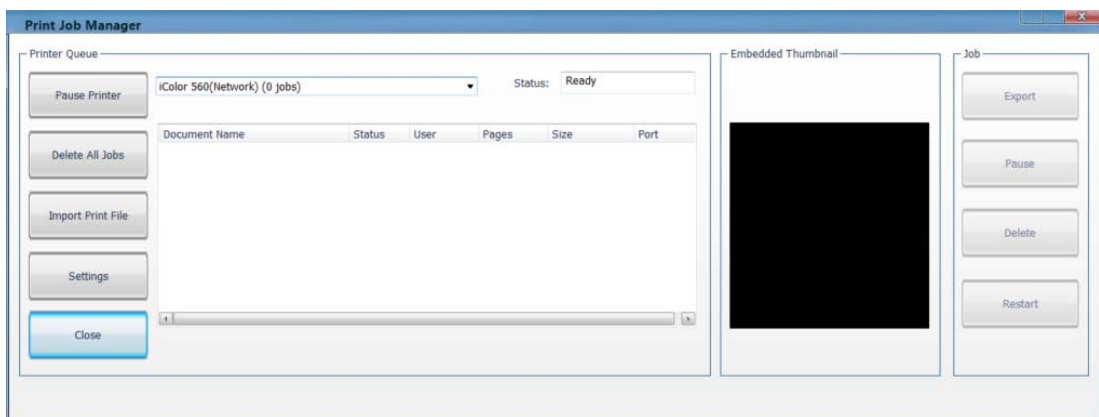 Print Job Manager
Printer Queue
Pause Printer
iColor 560(Network) (0 jobs)
Status:
Ready
Document Name Status User Pages Size Port
Delete All Jobs
Import Print File
Settings
Close
Embedded Thumbnail
Job
Export
Pause
Delete
Restart